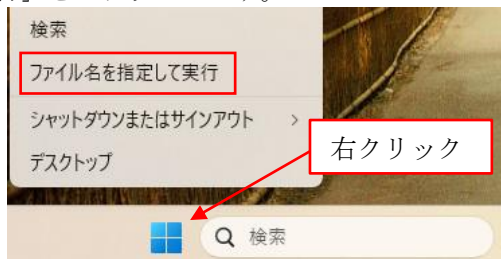 検索
ファイル名を指定して実行
シャットダウンまたはサインアウト >
デスクトップ
右クリック
検索